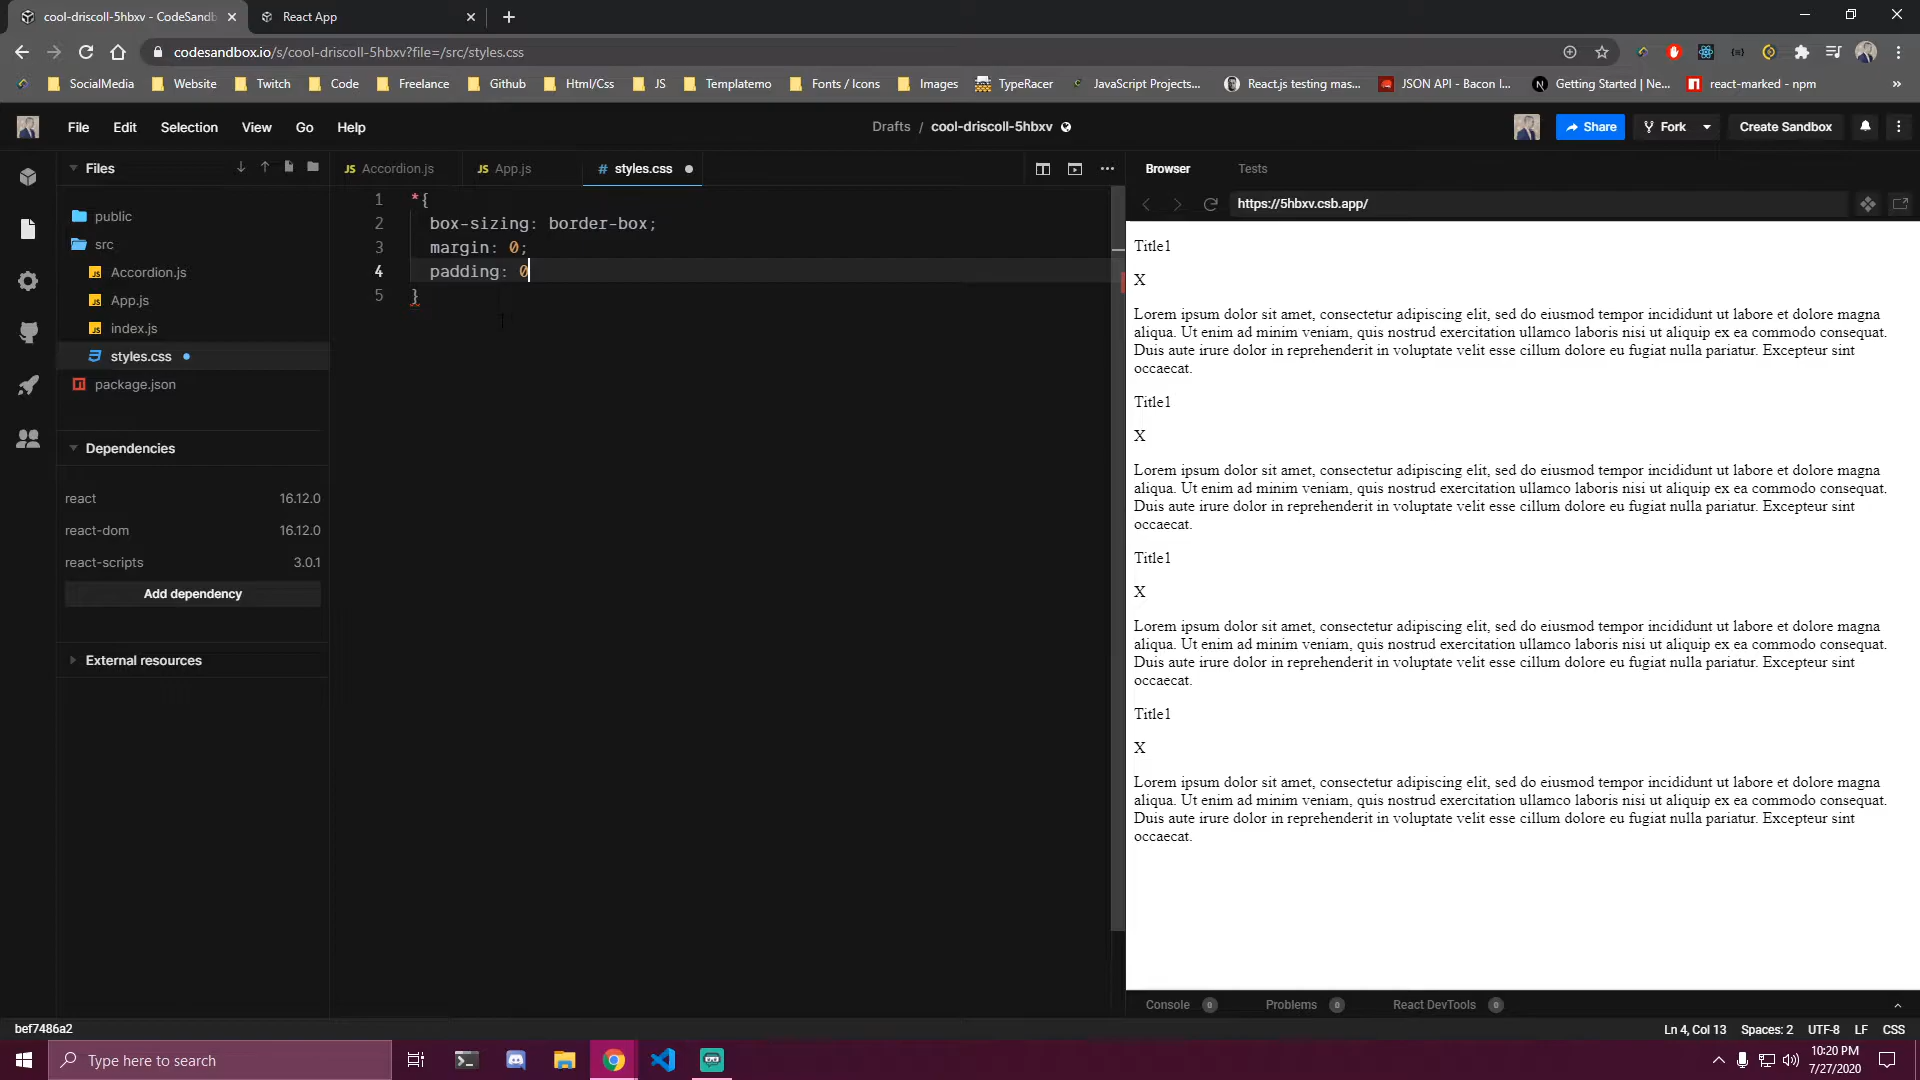 cool-driscoll-5hbxv - CodeSandb
React App
codesandbox.io/s/cool-driscoll-5hbxv?file=/src/styles.css
SocialMedia Website Twitch Code Freelance Github Html/Css JS Templatemo Fonts / Icons Images TypeRacer JavaScript Projects... React.js testing mas... JSON API - Bacon I... Getting Started | Ne... react-marked - npm »
File Edit Selection View Go Help
Drafts / cool-driscoll-5hbxv
Share Fork Create Sandbox
Files
public
src
Accordion.js
App.js
index.js
styles.css
package.json
Dependencies
react 16.12.0
react-dom 16.12.0
react-scripts 3.0.1
Add dependency
External resources
JS Accordion.js JS App.js # styles.css
1 *{
2 box-sizing: border-box;
3 margin: 0;
4 padding: 0
5 }
Browser Tests
https://5hbxv.csb.app/
Title1
X
Lorem ipsum dolor sit amet, consectetur adipiscing elit, sed do eiusmod tempor incididunt ut labore et dolore magna
aliqua. Ut enim ad minim veniam, quis nostrud exercitation ullamco laboris nisi ut aliquip ex ea commodo consequat.
Duis aute irure dolor in reprehenderit in voluptate velit esse cillum dolore eu fugiat nulla pariatur. Excepteur sint
occaecat.
Title1
X
Lorem ipsum dolor sit amet, consectetur adipiscing elit, sed do eiusmod tempor incididunt ut labore et dolore magna
aliqua. Ut enim ad minim veniam, quis nostrud exercitation ullamco laboris nisi ut aliquip ex ea commodo consequat.
Duis aute irure dolor in reprehenderit in voluptate velit esse cillum dolore eu fugiat nulla pariatur. Excepteur sint
occaecat.
Title1
X
Lorem ipsum dolor sit amet, consectetur adipiscing elit, sed do eiusmod tempor incididunt ut labore et dolore magna
aliqua. Ut enim ad minim veniam, quis nostrud exercitation ullamco laboris nisi ut aliquip ex ea commodo consequat.
Duis aute irure dolor in reprehenderit in voluptate velit esse cillum dolore eu fugiat nulla pariatur. Excepteur sint
occaecat.
Title1
X
Lorem ipsum dolor sit amet, consectetur adipiscing elit, sed do eiusmod tempor incididunt ut labore et dolore magna
aliqua. Ut enim ad minim veniam, quis nostrud exercitation ullamco laboris nisi ut aliquip ex ea commodo consequat.
Duis aute irure dolor in reprehenderit in voluptate velit esse cillum dolore eu fugiat nulla pariatur. Excepteur sint
occaecat.
Console 0 Problems 0 React DevTools 0
bef7486a2
Ln 4, Col 13 Spaces: 2 UTF-8 LF CSS
Type here to search
10:20 PM
7/27/2020